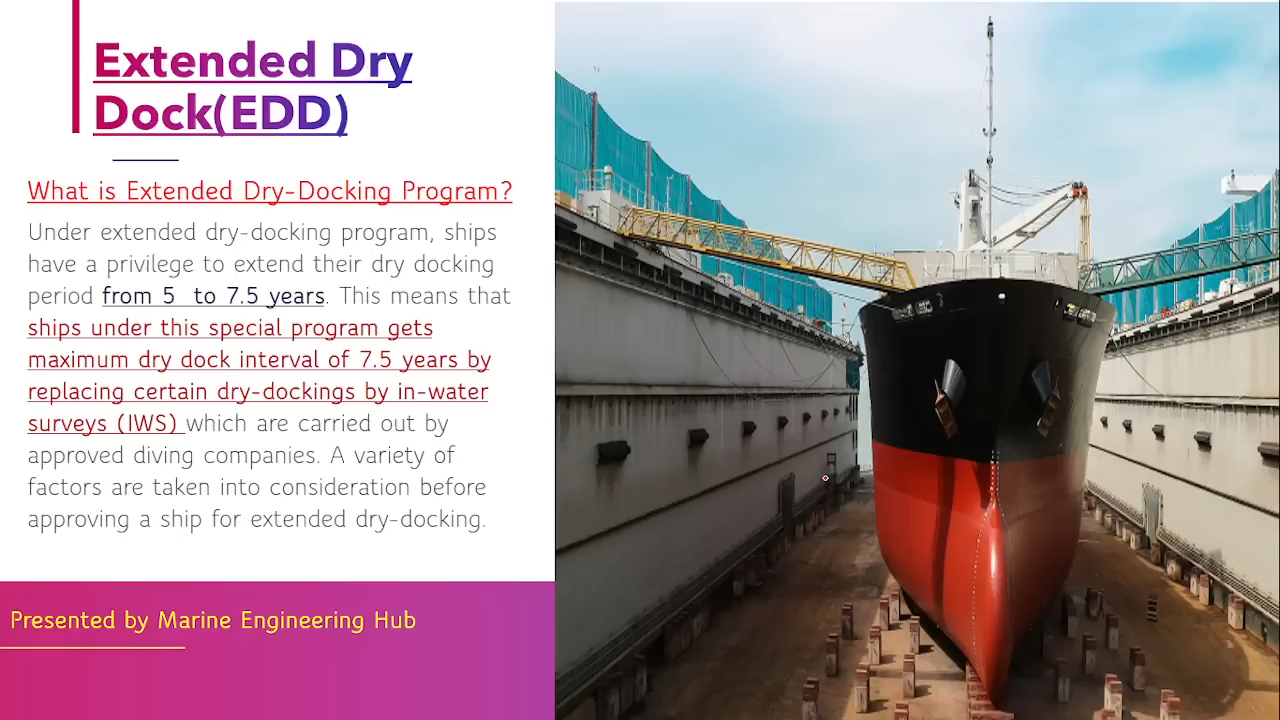 Extended Dry
Dock(EDD)
What is Extended Dry-Docking Program?
Under extended dry-docking program, ships
have a privilege to extend their dry docking
period from 5 to 7.5 years. This means that
ships under this special program gets
maximum dry dock interval of 7.5 years by
replacing certain dry-dockings by in-water
surveys (IWS) which are carried out by
approved diving companies. A variety of
factors are taken into consideration before
approving a ship for extended dry-docking.
Presented by Marine Engineering Hub